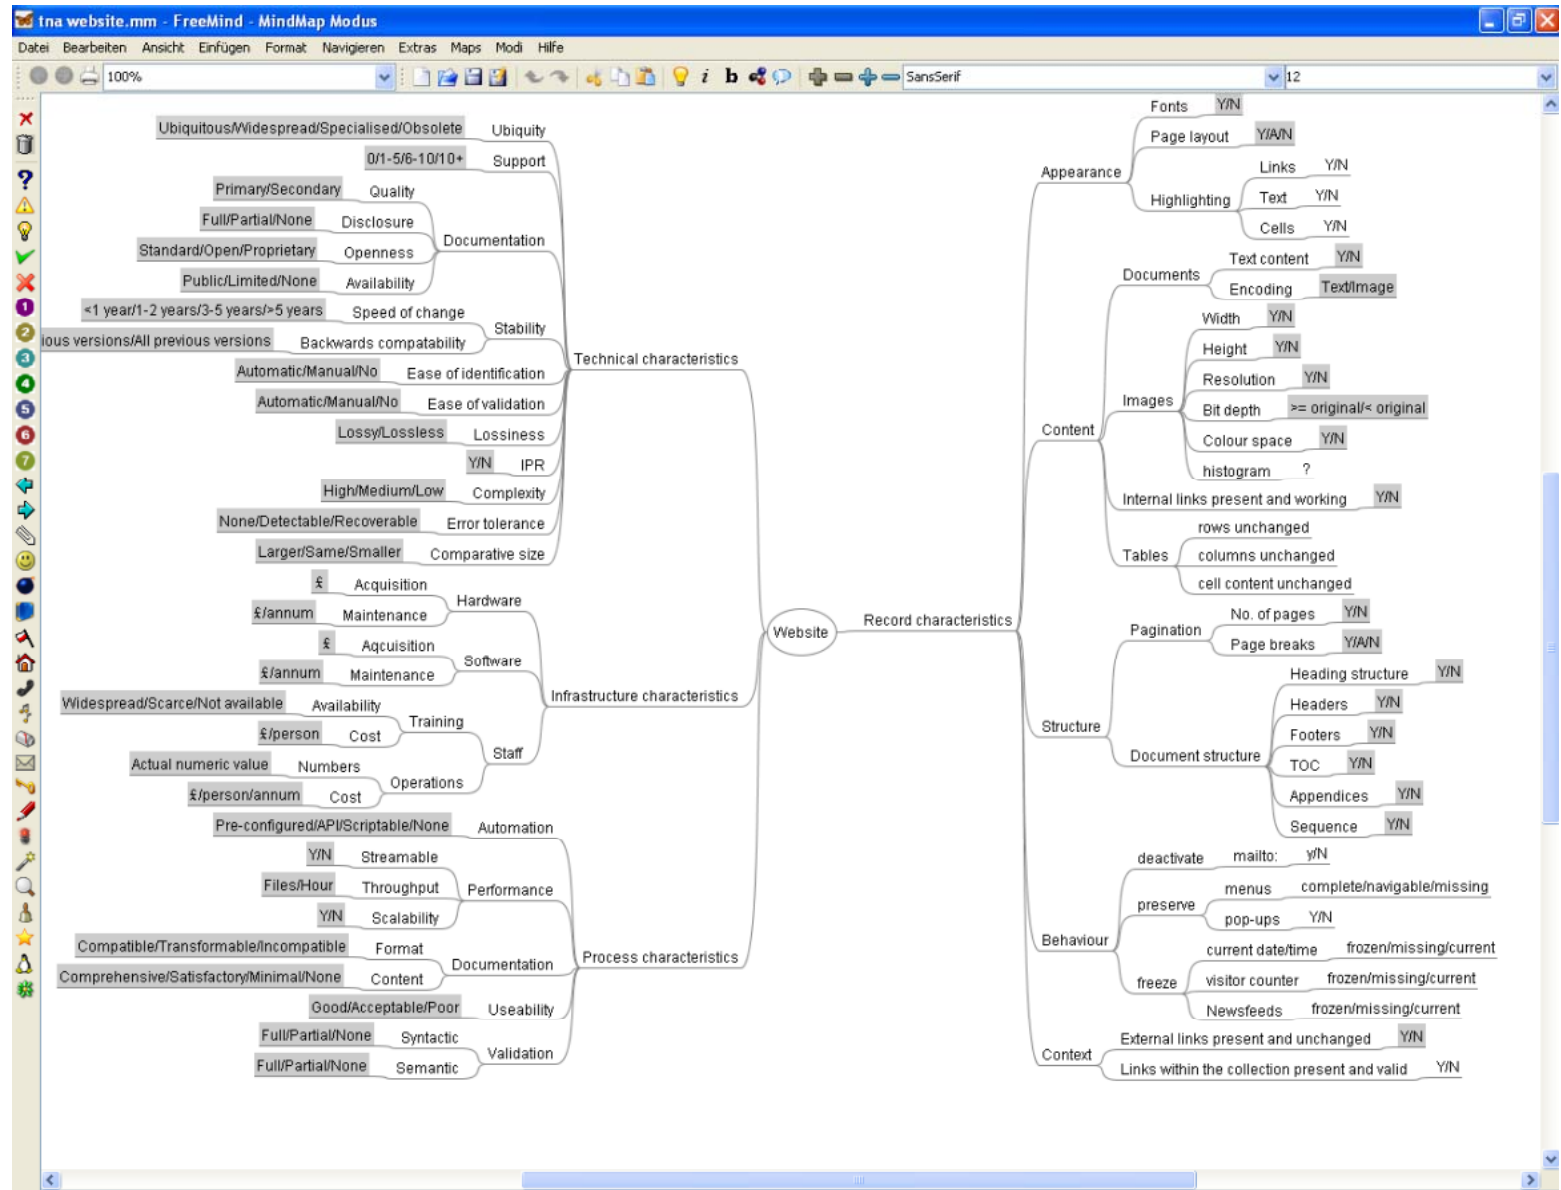 tna website.mm - FreeMind - MindMap Modus
Datei Bearbeiten Ansicht Einfügen Format Navigieren Extras Maps Modi Hilfe
100% i b SansSerif 12
Ubiquitous/Widespread/Specialised/Obsolete Ubiquity
0/1-5/6-10/10+ Support
Primary/Secondary Quality
Full/Partial/None Disclosure
Standard/Open/Proprietary Openness
Public/Limited/None Availability
Documentation
<1 year/1-2 years/3-5 years/>5 years Speed of change
ious versions/All previous versions Backwards compatability
Stability
Automatic/Manual/No Ease of identification
Automatic/Manual/No Ease of validation
Lossy/Lossless Lossiness
Y/N IPR
High/Medium/Low Complexity
None/Detectable/Recoverable Error tolerance
Larger/Same/Smaller Comparative size
Technical characteristics
£ Acquisition
£/annum Maintenance
Hardware
£ Aqcuisition
£/annum Maintenance
Software
Widespread/Scarce/Not available Availability
£/person Cost
Training
Actual numeric value Numbers
£/person/annum Cost
Operations
Staff
Infrastructure characteristics
Pre-configured/API/Scriptable/None Automation
Y/N Streamable
Files/Hour Throughput
Y/N Scalability
Performance
Compatible/Transformable/Incompatible Format
Comprehensive/Satisfactory/Minimal/None Content
Documentation
Good/Acceptable/Poor Useability
Full/Partial/None Syntactic
Full/Partial/None Semantic
Validation
Process characteristics
Website
Record characteristics
Appearance
Fonts Y/N
Page layout Y/A/N
Highlighting
Links Y/N
Text Y/N
Cells Y/N
Content
Documents
Text content Y/N
Encoding Text/Image
Images
Width Y/N
Height Y/N
Resolution Y/N
Bit depth >= original/< original
Colour space Y/N
histogram ?
Internal links present and working Y/N
Tables
rows unchanged
columns unchanged
cell content unchanged
Structure
Pagination
No. of pages Y/N
Page breaks Y/A/N
Document structure
Heading structure Y/N
Headers Y/N
Footers Y/N
TOC Y/N
Appendices Y/N
Sequence Y/N
Behaviour
deactivate mailto: y/N
preserve
menus complete/navigable/missing
pop-ups Y/N
freeze
current date/time frozen/missing/current
visitor counter frozen/missing/current
Newsfeeds frozen/missing/current
Context
External links present and unchanged Y/N
Links within the collection present and valid Y/N
1
2
3
4
5
6
7